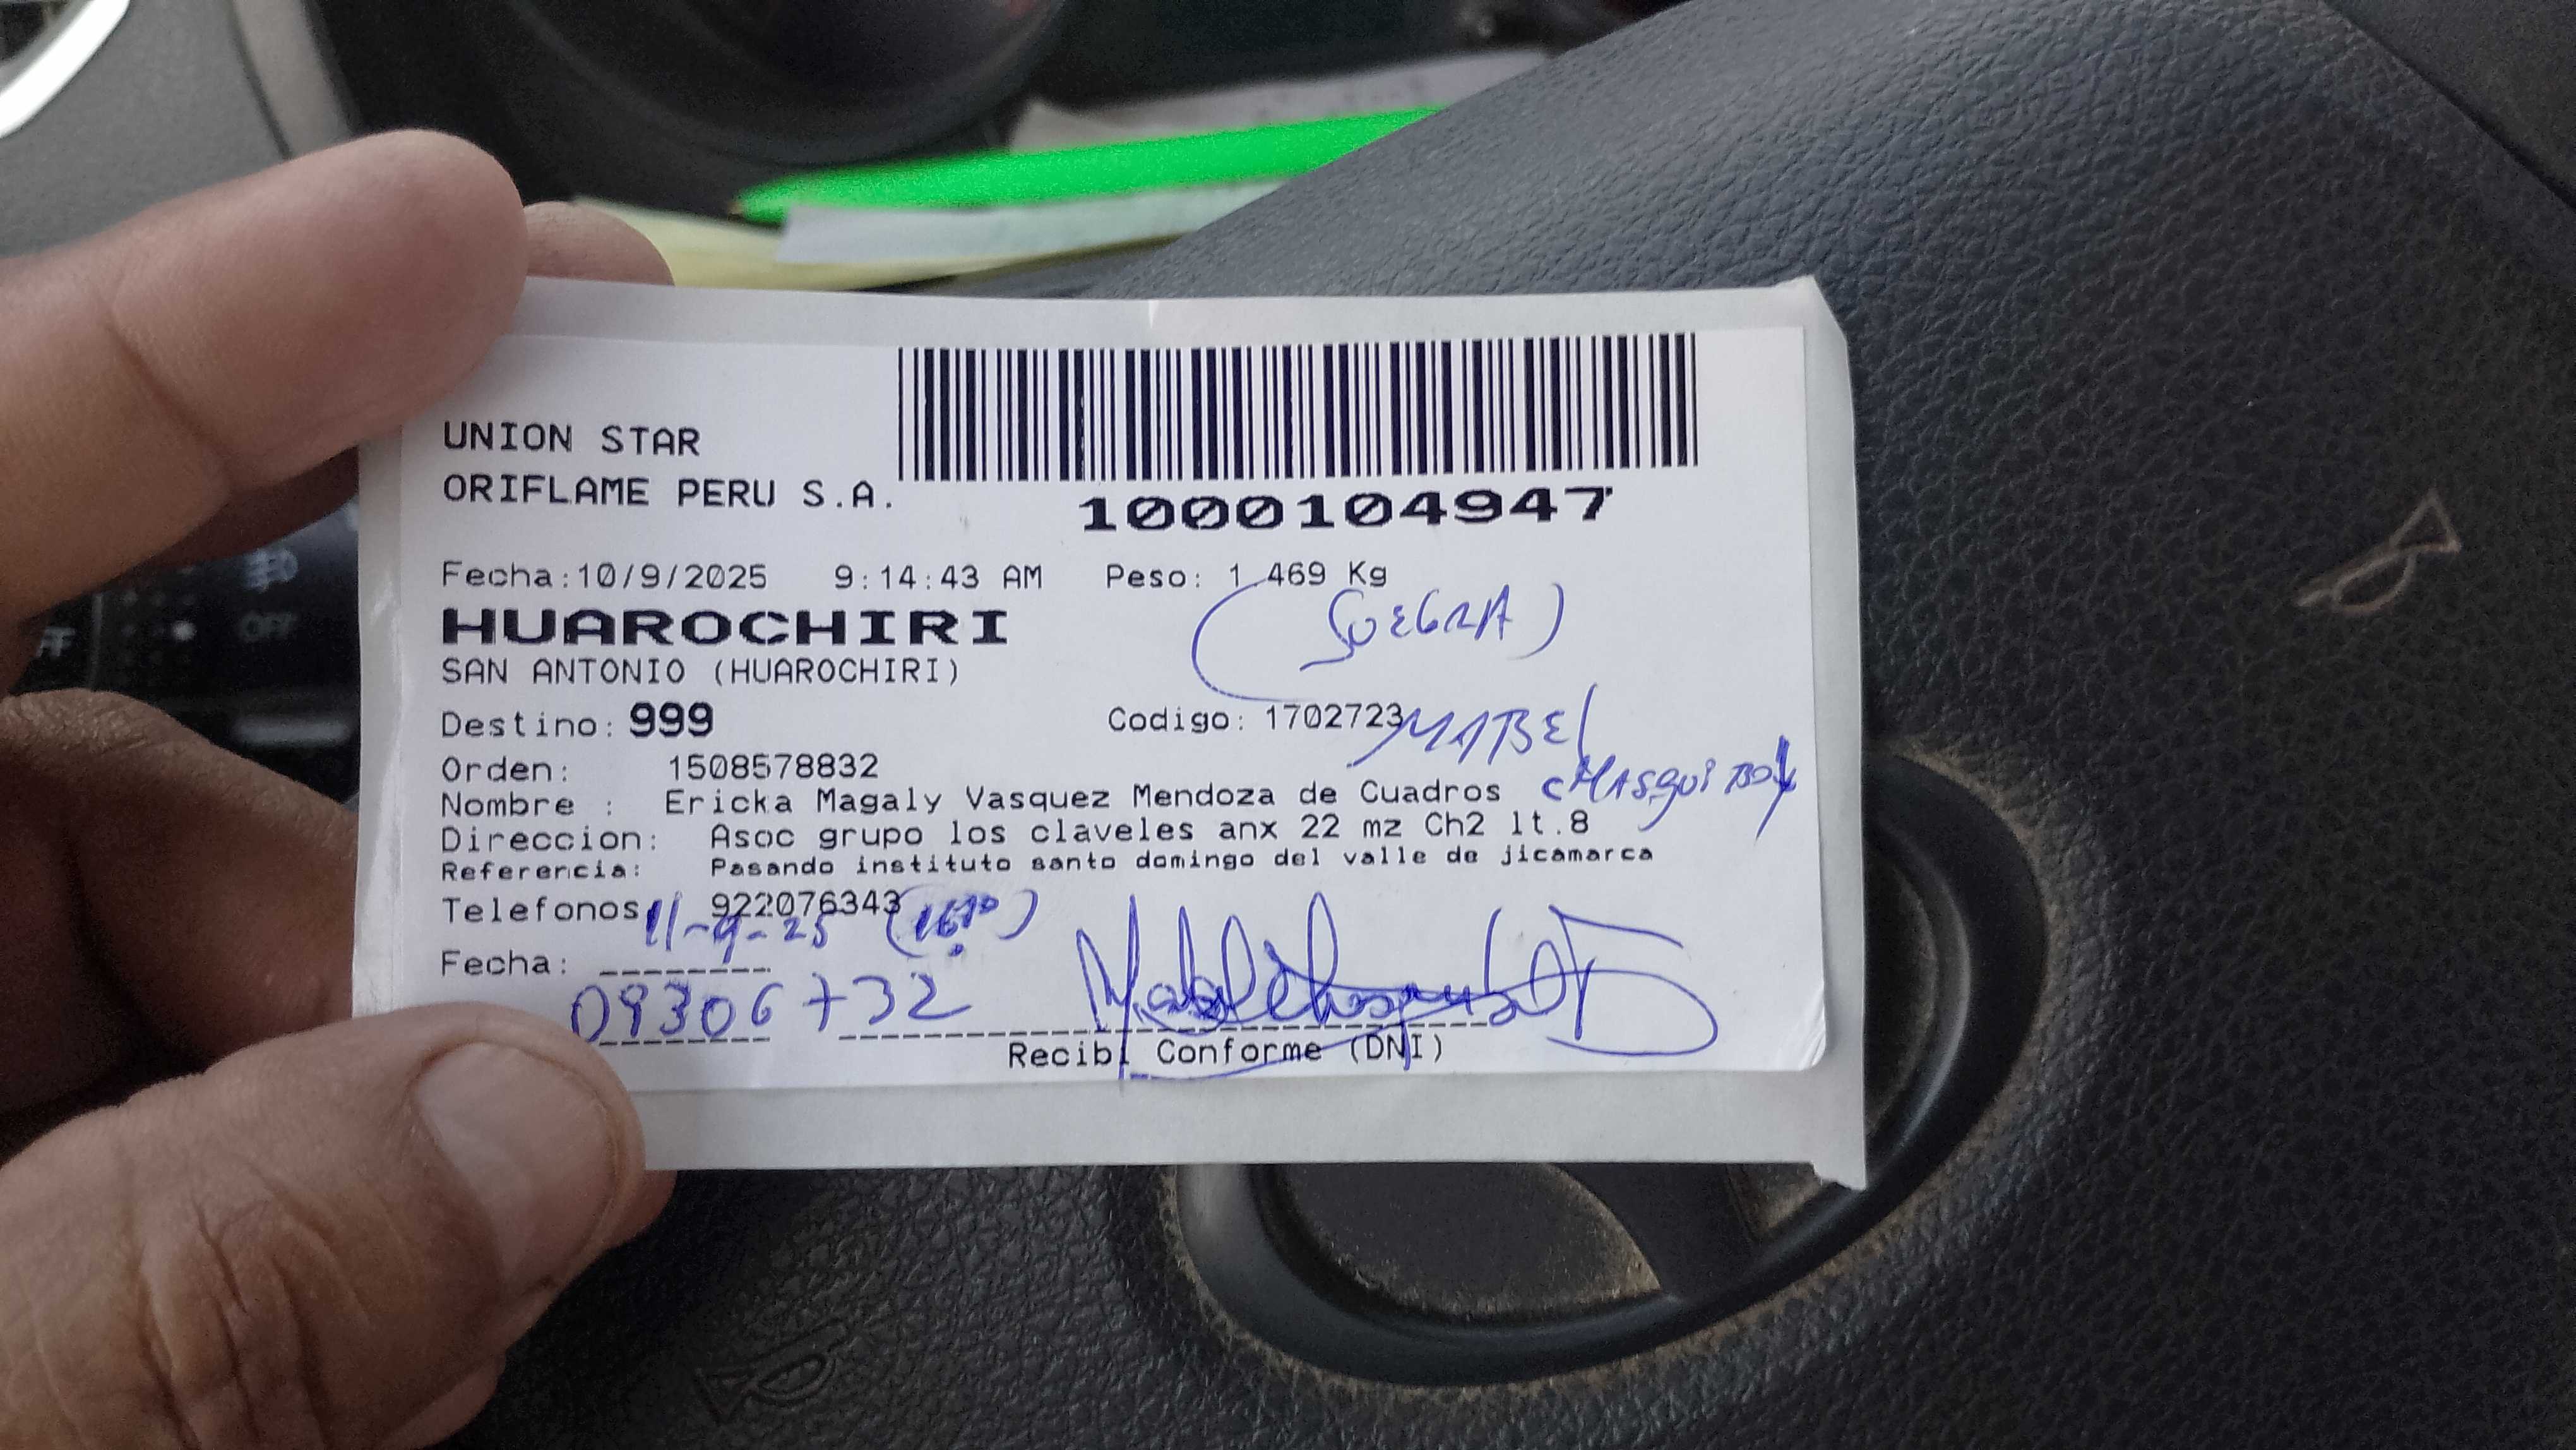 UNION STAR
ORIFLAME PERU S.A.
1000104947
Fecha:10/9/2025 9:14:43 AM Peso: 1.469 Kg
HUAROCHIRI
(SUEGRA)
SAN ANTONIO (HUAROCHIRI)
Destino: 999 Codigo: 1702723
MABEL
Orden: 1508578832
Nombre : Ericka Magaly Vasquez Mendoza de Cuadros
Direccion: Asoc grupo los claveles anx 22 mz Ch2 lt.8
Referencia: Pasando instituto santo domingo del valle de jicamarca
Telefonos 922076343
11-9-25
Fecha:
09306732
Recibi Conforme (DNI)
OFF